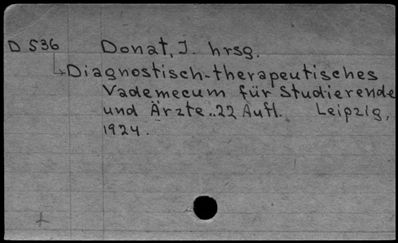 D 536 Donat, J. hrsg.
Diagnostisch-therapeutisches
Vademecum für Studierende
und Ärzte..22 Aufl. Leipzig,
1924.